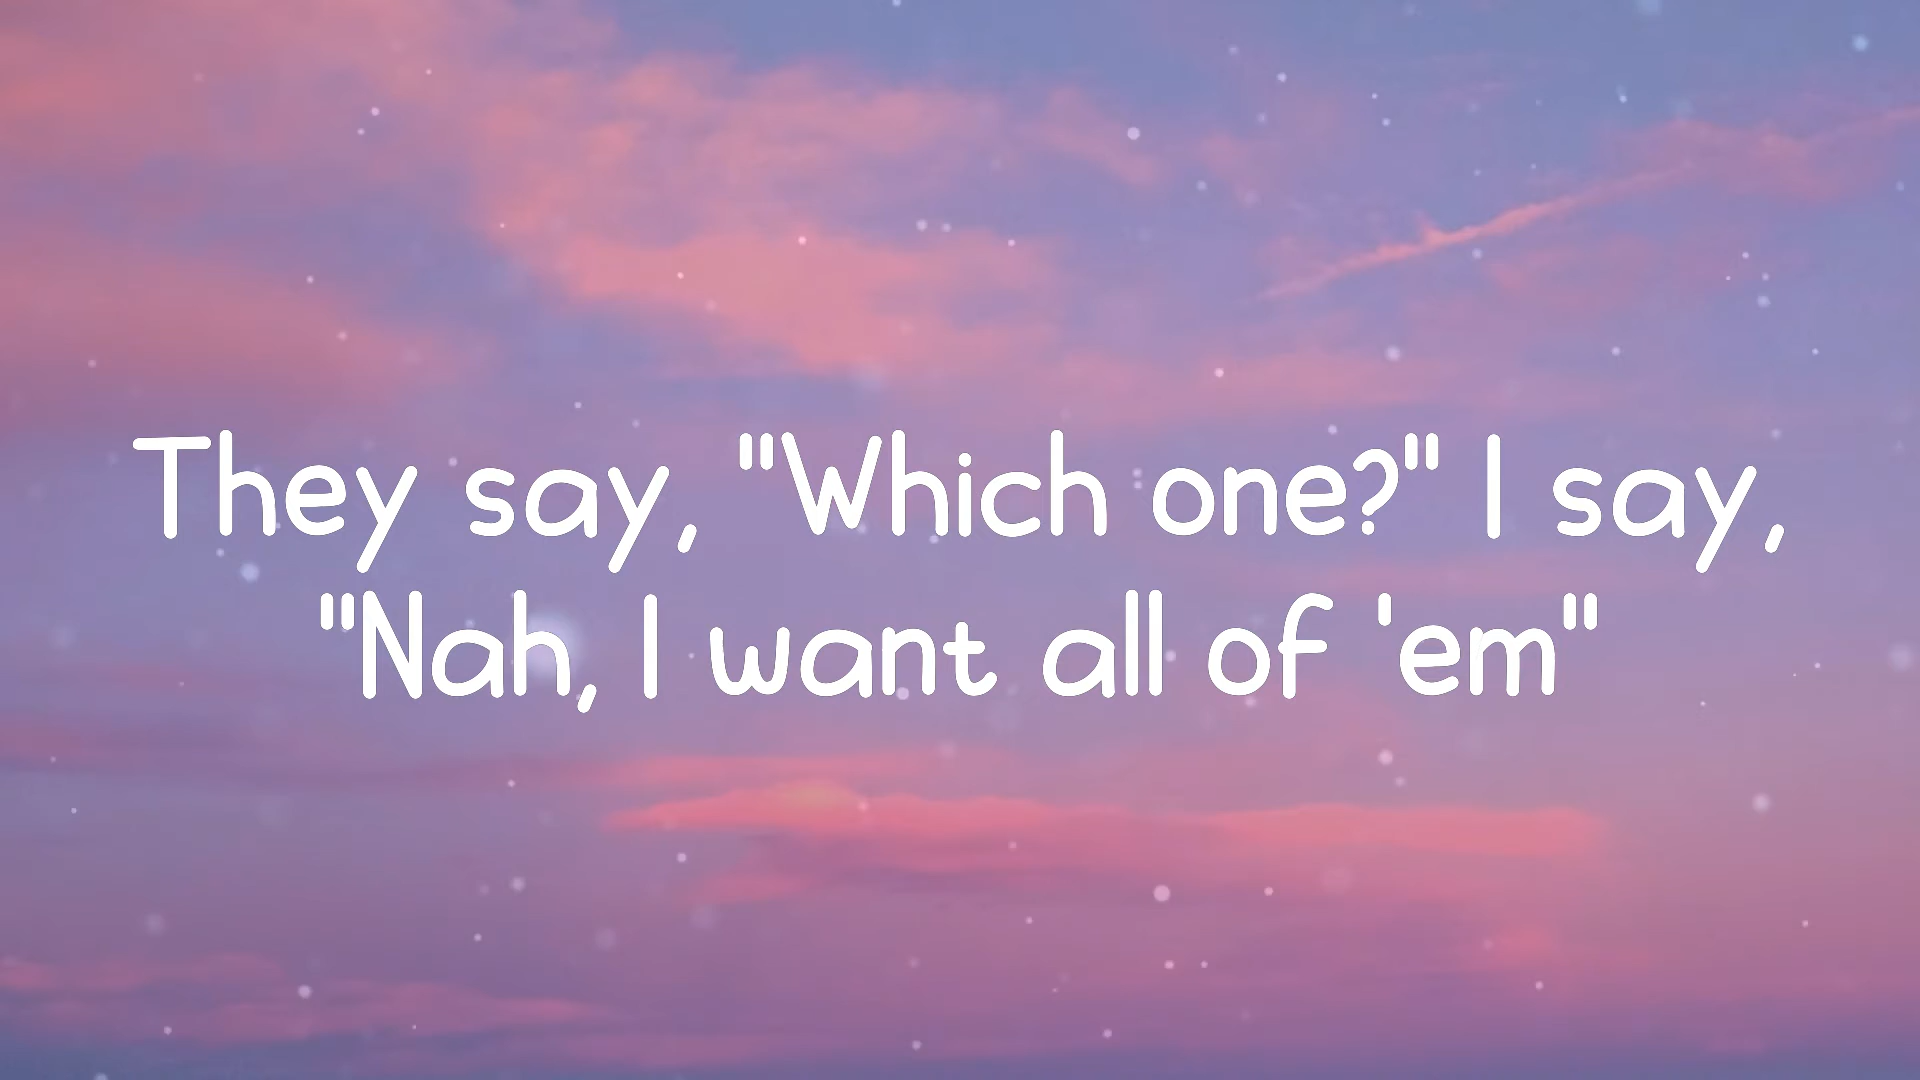 They say, "Which one?" I say,
"Nah, I want all of 'em"